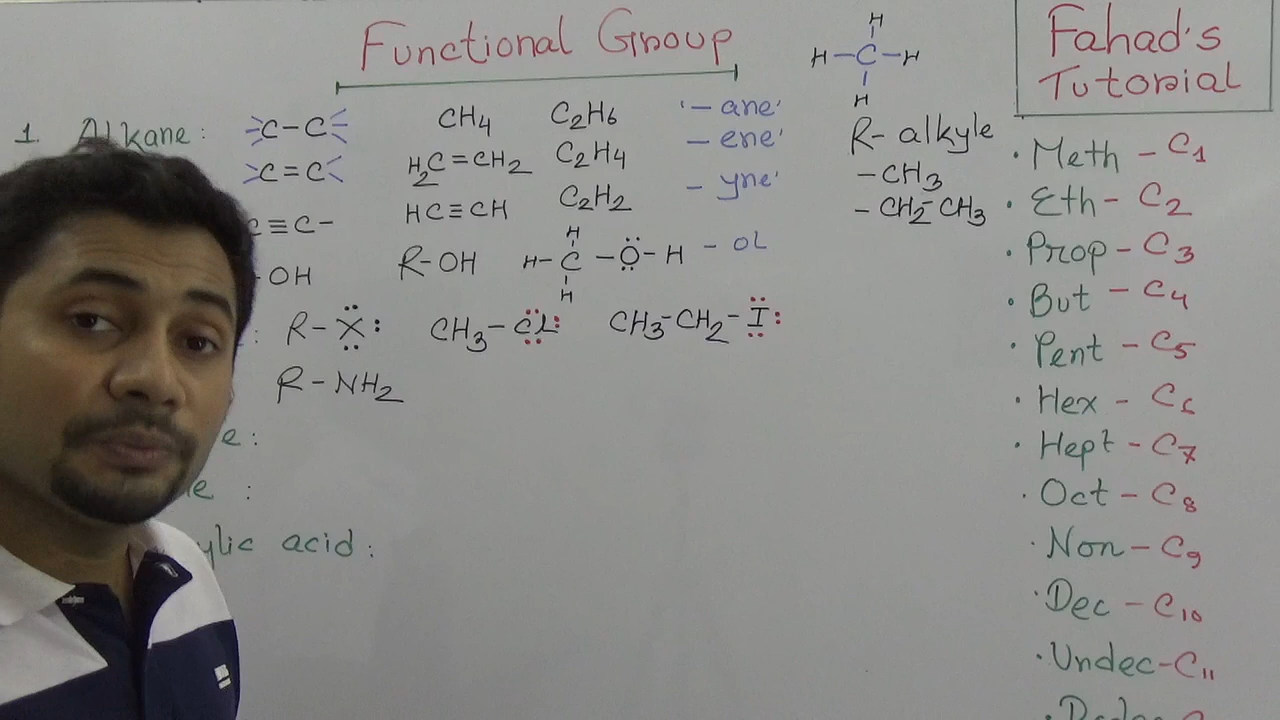 Functional Group
Fahad's
Tutorial
1. Alkane: C-C CH4 C2H6 '-ane'
C=C H2C=CH2 C2H4 - ene'
C≡C- HC≡CH C2H2 - yne'
-OH R-OH H-C-O-H - OL
H
H
: R-X: CH3-CL: CH3-CH2-I:
R-NH2
e:
e :
ylic acid:
H
H-C-H
H
R- alkyle
-CH3
-CH2-CH3
· Meth - C1
· Eth - C2
· Prop - C3
· But - C4
· Pent - C5
· Hex - C6
· Hept - C7
· Oct - C8
· Non - C9
· Dec - C10
· Undec - C11